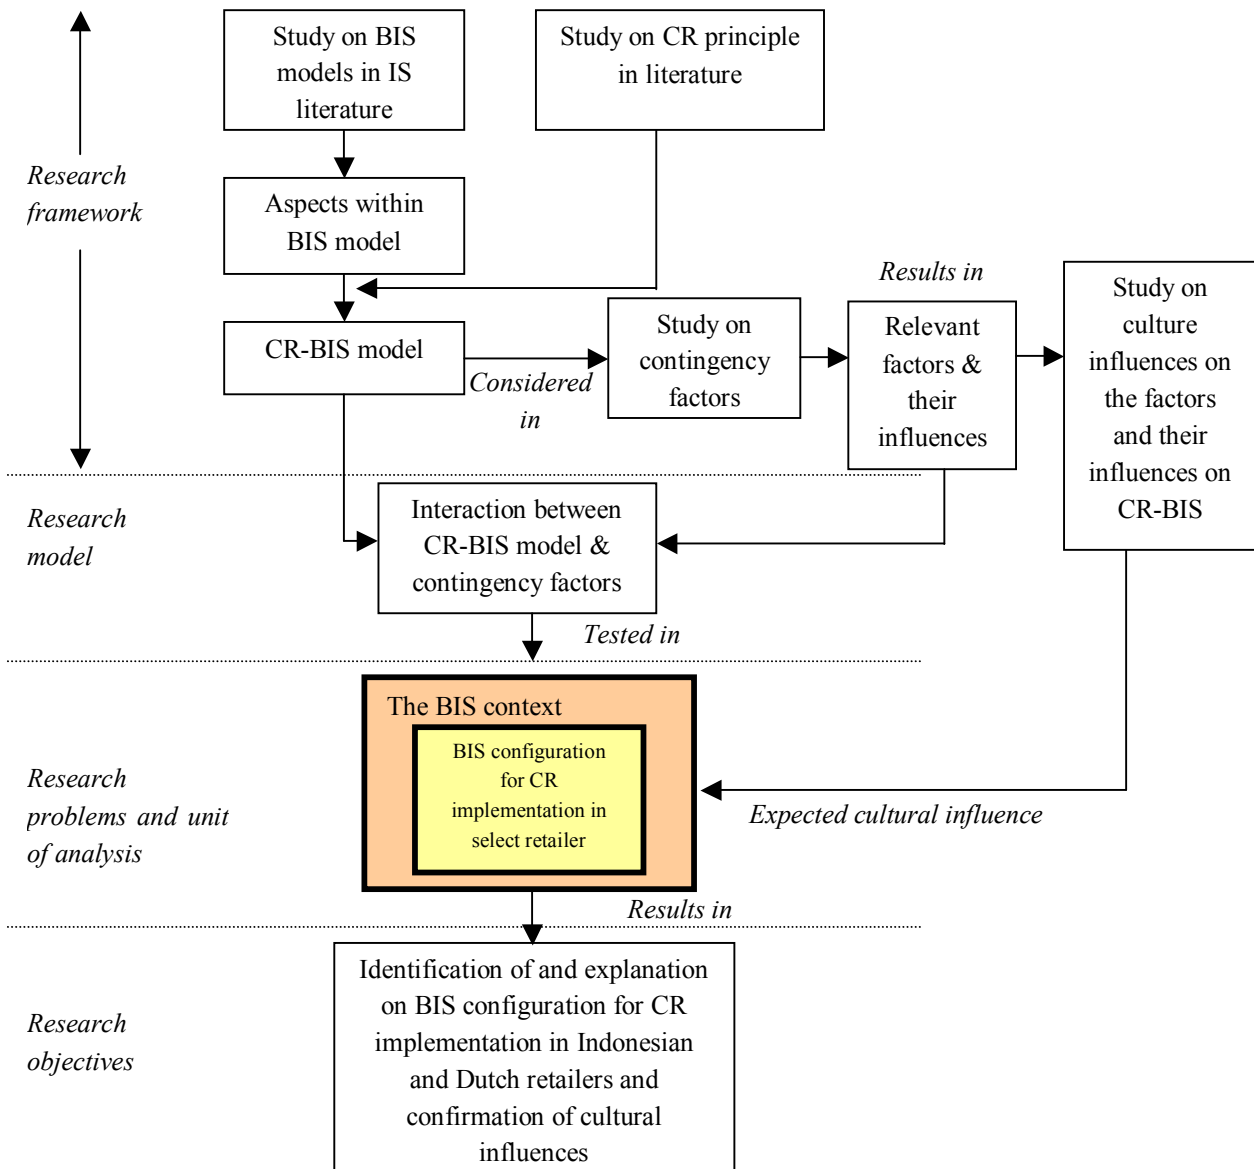 Study on BIS
models in IS
literature
Study on CR principle
in literature
Research
framework
Aspects within
BIS model
Results in
Study on
culture
influences on
the factors
and their
influences on
CR-BIS
CR-BIS model
Considered
in
Study on
contingency
factors
Relevant
factors &
their
influences
Research
model
Interaction between
CR-BIS model &
contingency factors
Tested in
The BIS context
BIS configuration
for CR
implementation in
select retailer
Research
problems and unit
of analysis
Expected cultural influence
Results in
Research
objectives
Identification of and explanation
on BIS configuration for CR
implementation in Indonesian
and Dutch retailers and
confirmation of cultural
influences